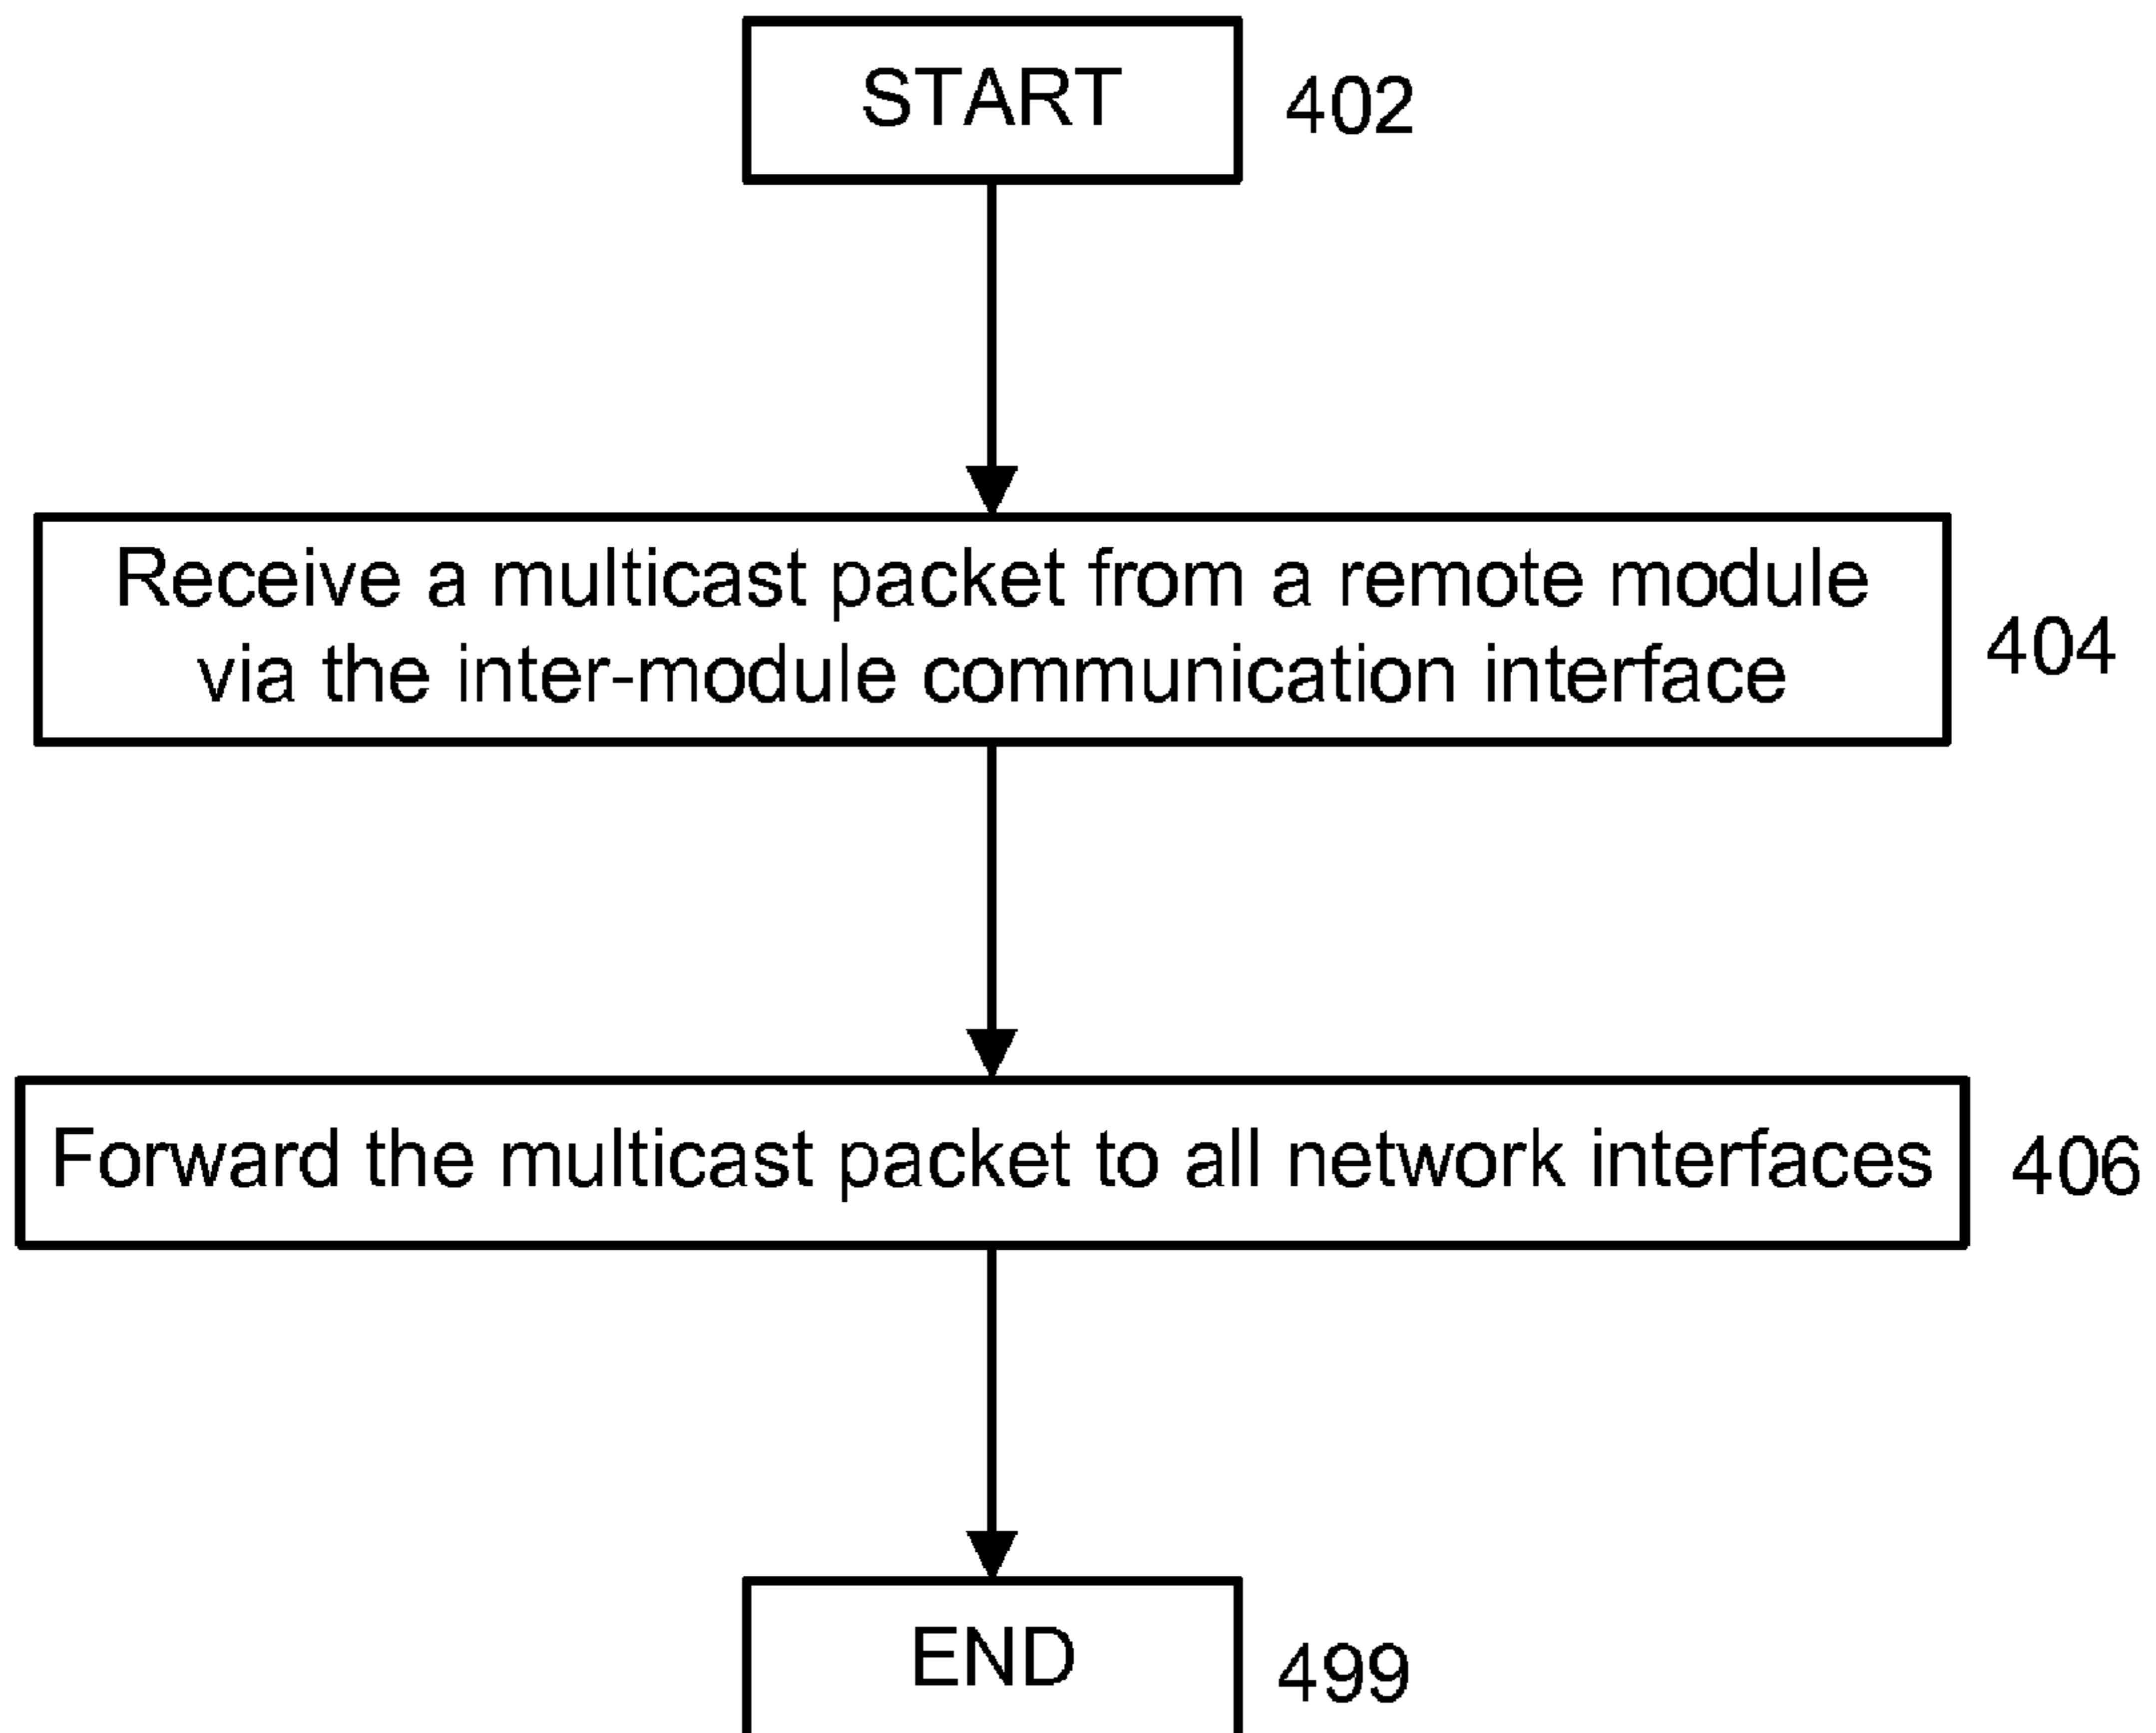 START
402
Receive a multicast packet from a remote module
via the inter-module communication interface
404
Forward the multicast packet to all network interfaces
406
END
499